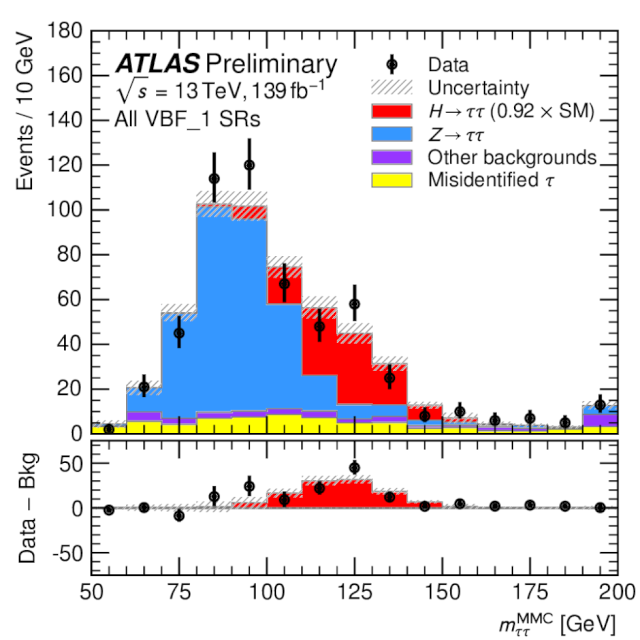 180
160
140
120
100
80
60
40
20
0
Events / 10 GeV
ATLAS Preliminary
√s = 13 TeV, 139 fb⁻¹
All VBF_1 SRs
Data
Uncertainty
H→ττ (0.92 × SM)
Z→ττ
Other backgrounds
Misidentified τ
50
0
-50
Data − Bkg
50 75 100 125 150 175 200
m_ττ^MMC [GeV]